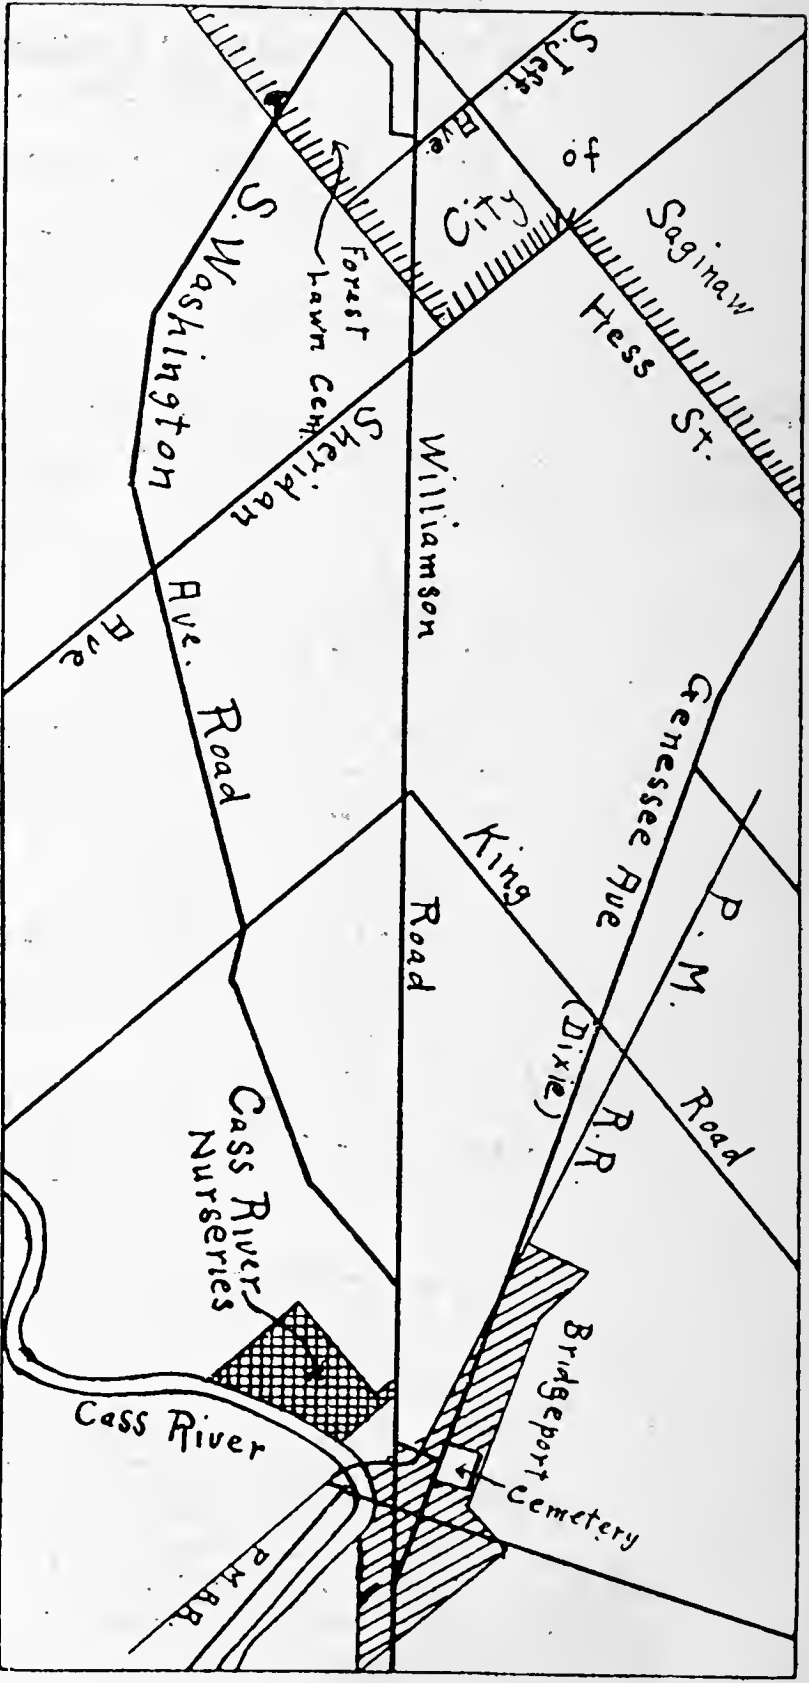 S. Jeff. Ave.
City of Saginaw
Hess St.
Forest
Lawn Cem.
S. Washington Ave. Road
Sheridan Ave
Williamson Road
Genessee Ave
(Dixie)
King Road
P. M. R.R.
Cass River
Nurseries
Bridgeport
Cemetery
Cass River
P.M.R.R.